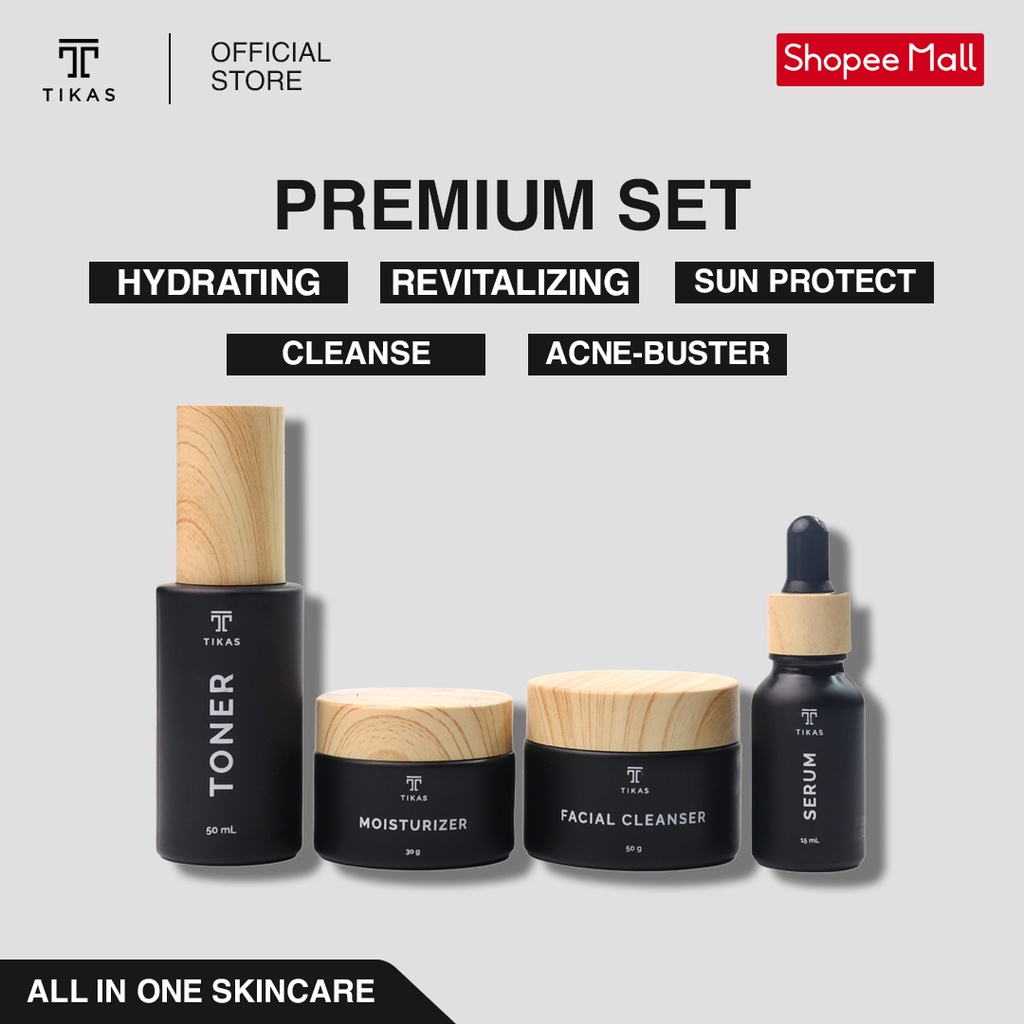 TIKAS
OFFICIAL
STORE
Shopee Mall
PREMIUM SET
HYDRATING
REVITALIZING
SUN PROTECT
CLEANSE
ACNE-BUSTER
TIKAS
TONER
50 mL
TIKAS
MOISTURIZER
30 g
TIKAS
FACIAL CLEANSER
50 g
TIKAS
SERUM
15 mL
ALL IN ONE SKINCARE